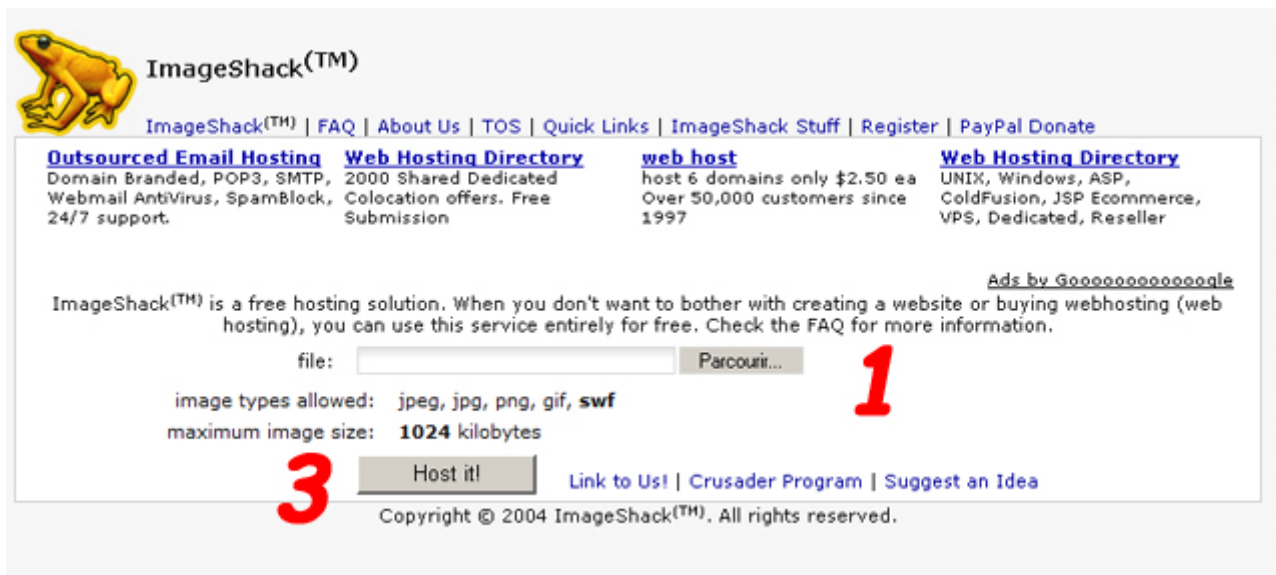 ImageShack(TM)
ImageShack(TM) | FAQ | About Us | TOS | Quick Links | ImageShack Stuff | Register | PayPal Donate
Outsourced Email Hosting
Domain Branded, POP3, SMTP,
Webmail AntiVirus, SpamBlock,
24/7 support.
Web Hosting Directory
2000 Shared Dedicated
Colocation offers. Free
Submission
web host
host 6 domains only $2.50 ea
Over 50,000 customers since
1997
Web Hosting Directory
UNIX, Windows, ASP,
ColdFusion, JSP Ecommerce,
VPS, Dedicated, Reseller
Ads by Goooooooooooogle
ImageShack(TM) is a free hosting solution. When you don't want to bother with creating a website or buying webhosting (web
hosting), you can use this service entirely for free. Check the FAQ for more information.
file: Parcourir... 1
image types allowed: jpeg, jpg, png, gif, swf
maximum image size: 1024 kilobytes
3 Host it! Link to Us! | Crusader Program | Suggest an Idea
Copyright © 2004 ImageShack(TM). All rights reserved.